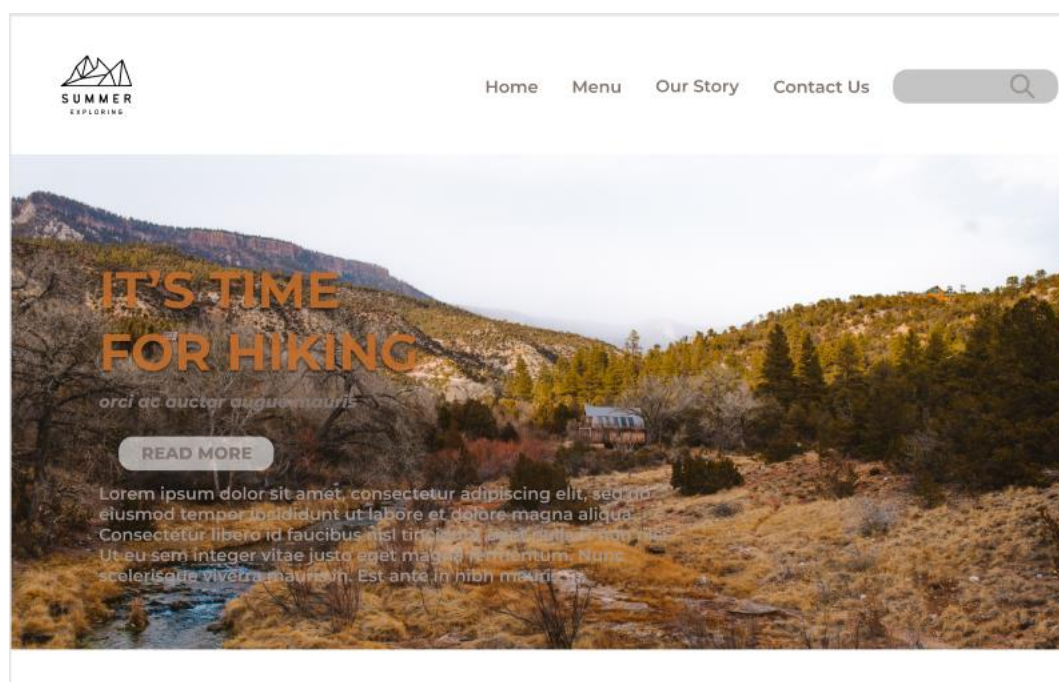 SUMMER
EXPLORING
Home Menu Our Story Contact Us
IT'S TIME
FOR HIKING
orci ac auctor augue mauris
READ MORE
Lorem ipsum dolor sit amet, consectetur adipiscing elit, sed do
eiusmod tempor incididunt ut labore et dolore magna aliqua.
Consectetur libero id faucibus nisl tincidunt eget
Ut eu sem integer vitae justo eget magna fermentum. Nunc
scelerisque viverra mauris in. Est ante in nibh mauris